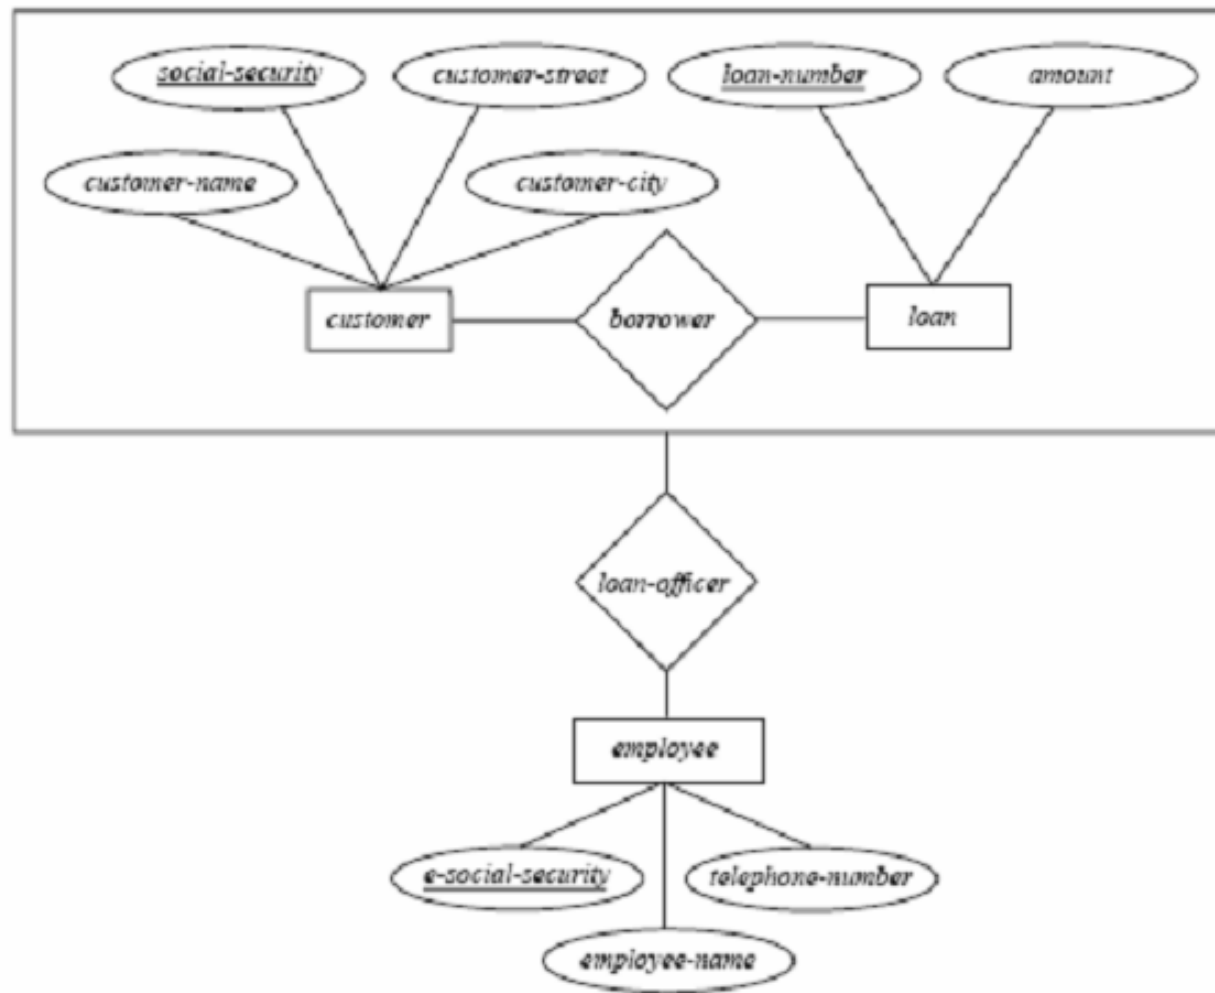 social-security
customer-street
loan-number
amount
customer-name
customer-city
customer
borrower
loan
loan-officer
employee
e-social-security
telephone-number
employee-name